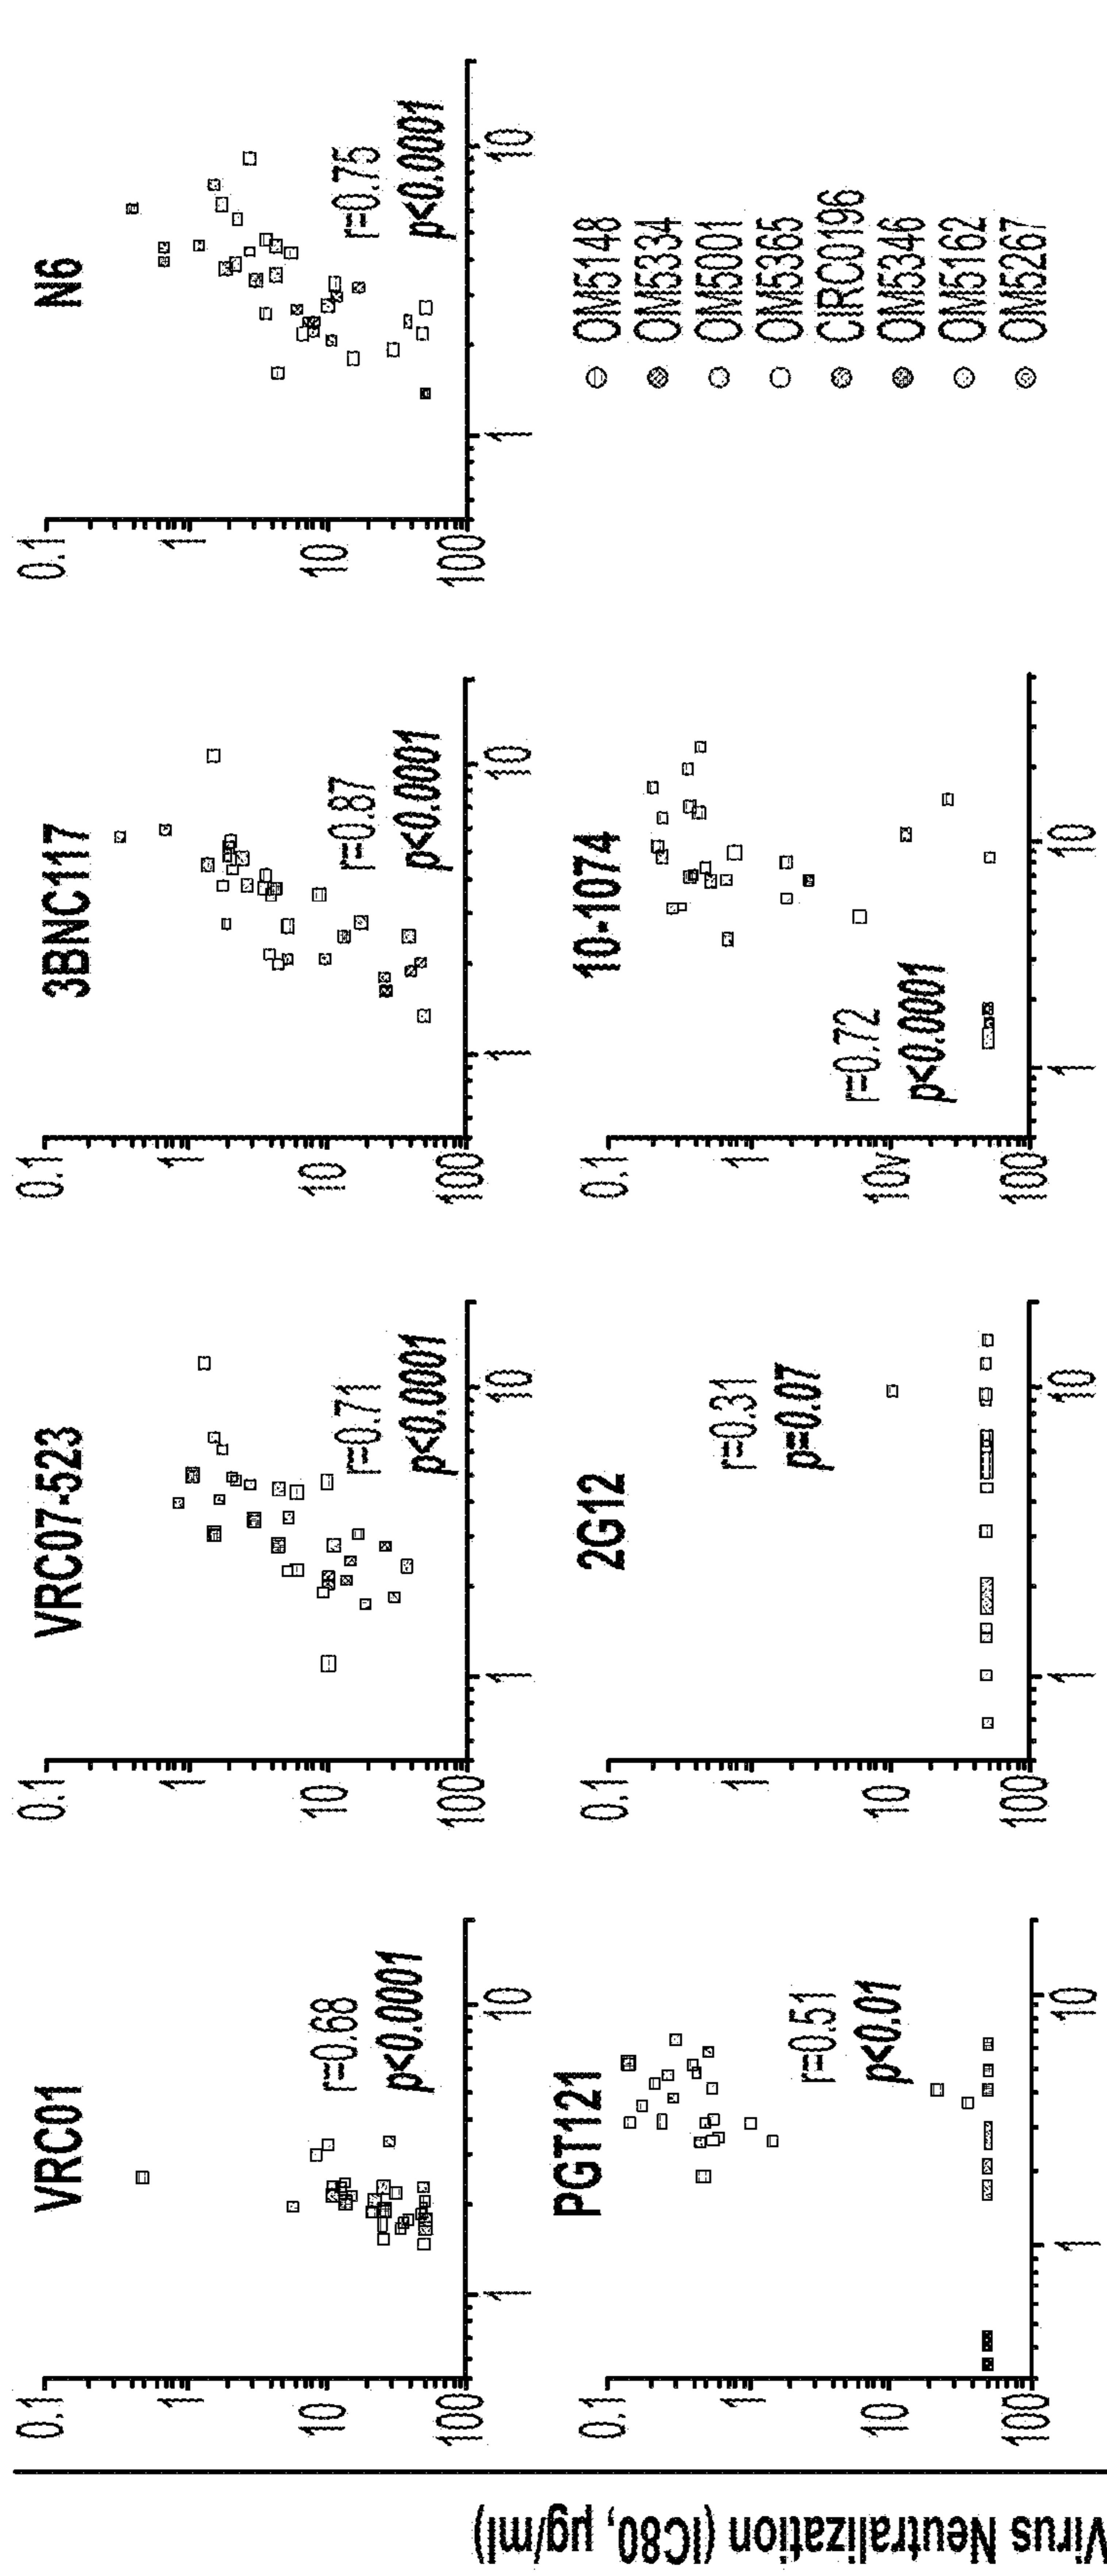 Virus Neutralization (IC80, µg/ml)
VRC01
0.1
1
10
100
r=0.68
p<0.0001
1
10
VRC07-523
0.1
1
10
100
r=0.71
p<0.0001
1
10
3BNC117
0.1
1
10
100
r=0.87
p<0.0001
1
10
N6
0.1
1
10
100
r=0.75
p<0.0001
1
10
PGT121
0.1
1
10
100
r=0.51
p<0.01
1
10
2G12
0.1
1
10
100
r=0.31
p=0.07
1
10
10-1074
0.1
1
10v
100
r=0.72
p<0.0001
1
10
OM5148
OM5334
OM5001
OM5365
CIRC0196
OM5346
OM5162
OM5267